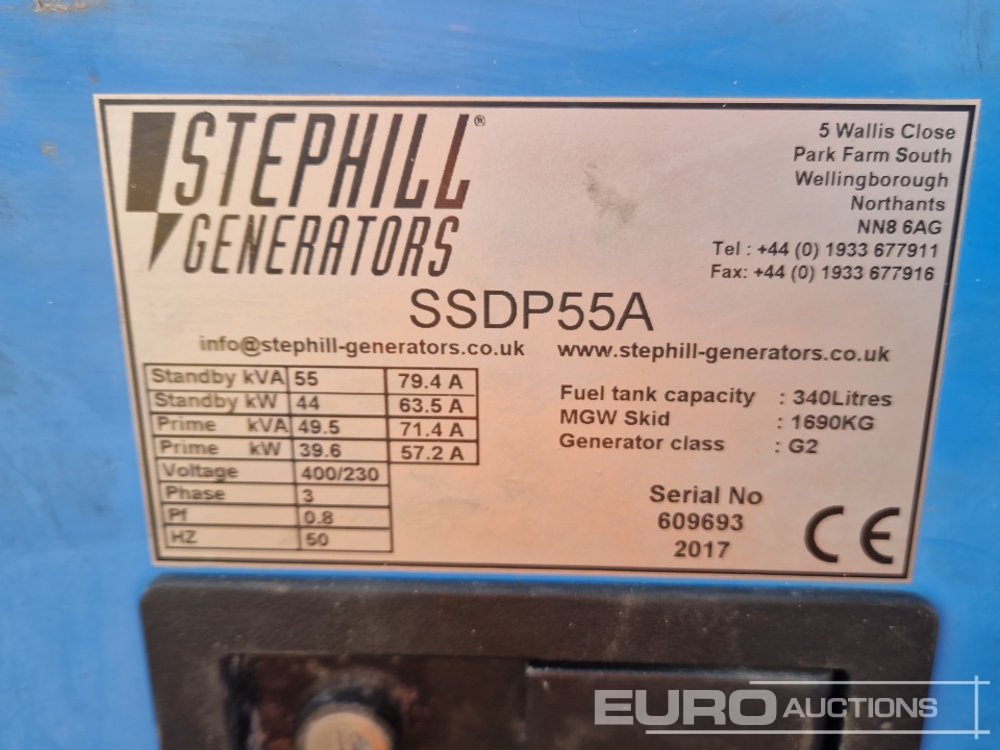 STEPHILL®
GENERATORS
5 Wallis Close
Park Farm South
Wellingborough
Northants
NN8 6AG
Tel : +44 (0) 1933 677911
Fax: +44 (0) 1933 677916
SSDP55A
info@stephill-generators.co.uk www.stephill-generators.co.uk
Standby kVA 55 79.4 A
Standby kW 44 63.5 A
Prime kVA 49.5 71.4 A
Prime kW 39.6 57.2 A
Voltage 400/230
Phase 3
Pf 0.8
HZ 50
Fuel tank capacity : 340Litres
MGW Skid : 1690KG
Generator class : G2
Serial No
609693
2017
CE
EURO AUCTIONS